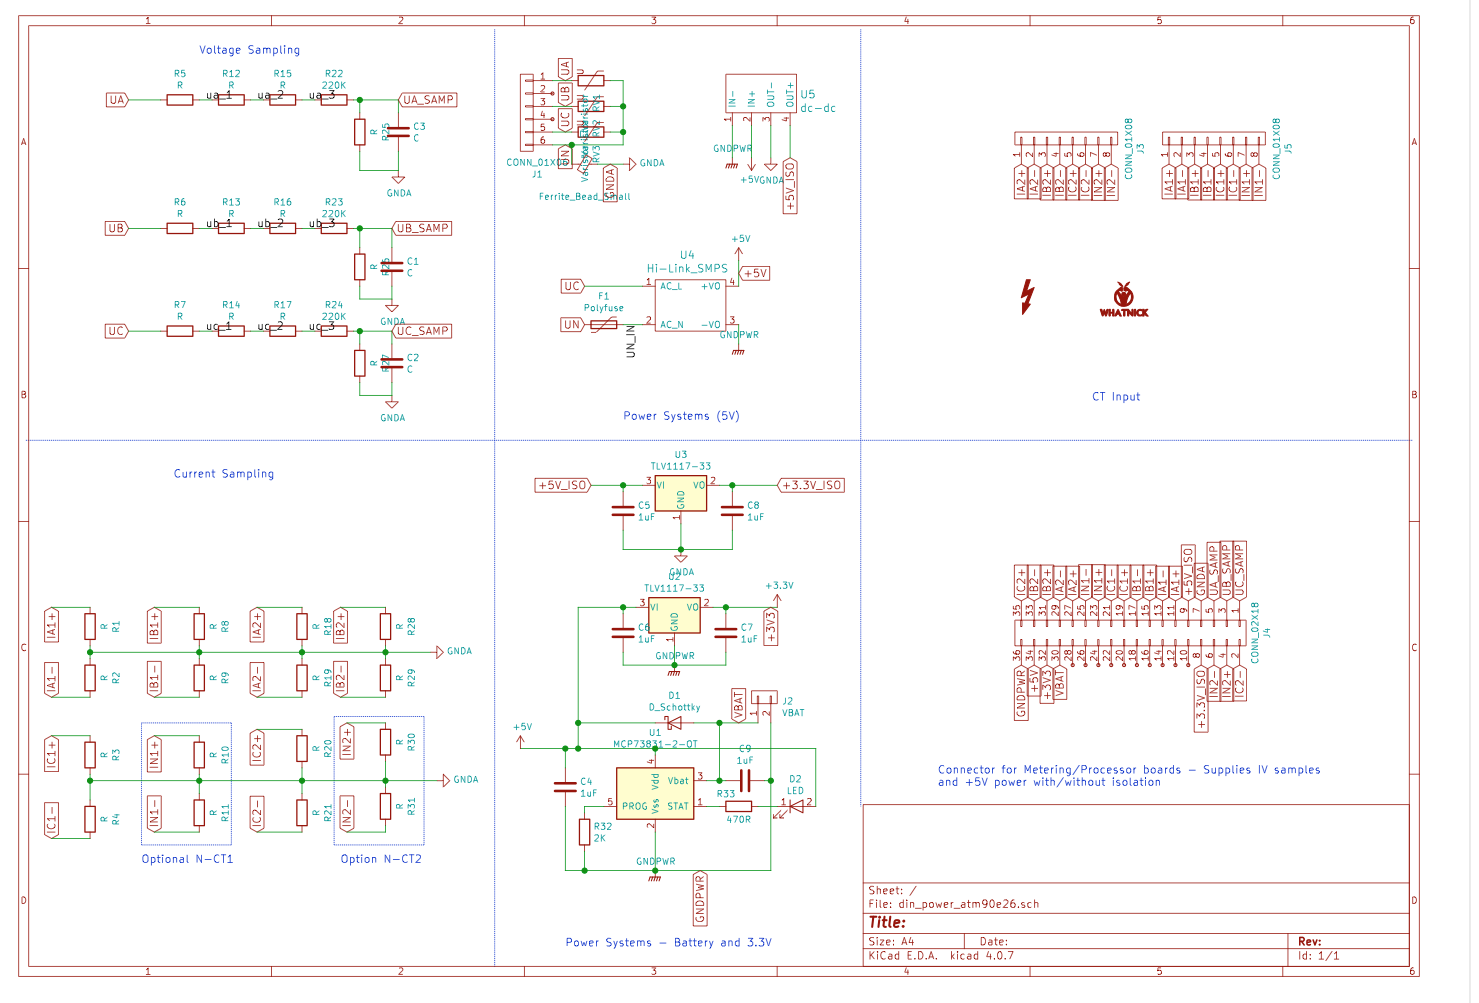 1 2 3 4 5 6
A
B
C
D
Voltage Sampling
UA
R5
R
R12
R
R15
R
R22
220K
ua_1
ua_2
ua_3
UA_SAMP
R
R25
C3
C
GNDA
UB
R6
R
R13
R
R16
R
R23
220K
ub_1
ub_2
ub_3
UB_SAMP
R
C1
C
GNDA
UC
R7
R
R14
R
R17
R
R24
220K
uc_1
uc_2
uc_3
UC_SAMP
R
C2
C
GNDA
1
2
3
4
5
6
UA
UB
UC
UN
RV1
RV2
RV3
CONN_01X06
J1
GNDA
GNDA
Ferrite_Bead_Small
IN-
IN+
OUT-
OUT+
1 2 3 4
U5
dc-dc
GNDPWR
+5V
GNDA
+5V_ISO
U4
Hi-Link_SMPS
+5V
+5V
UC
1 AC_L +VO 4
F1
Polyfuse
UN
2 AC_N -VO 3
UN_IN
GNDPWR
Power Systems (5V)
CONN_01X08
J3
1 2 3 4 5 6 7 8
IA2+
IA2-
IB2+
IB2-
IC2+
IC2-
IN2+
IN2-
CONN_01X08
J5
1 2 3 4 5 6 7 8
IA1+
IA1-
IB1+
IB1-
IC1+
IC1-
IN1+
IN1-
WHATNICK
CT Input
Current Sampling
IA1+
R
R1
IB1+
R
R8
IA2+
R
R18
IB2+
R
R28
GNDA
IA1-
R
R2
IB1-
R
R9
IA2-
R
R19
IB2-
R
R29
IC1+
R
R3
IN1+
R
R10
IC2+
R
R20
IN2+
R
R30
GNDA
IC1-
R
R4
IN1-
R
R11
IC2-
R
R21
IN2-
R
R31
Optional N-CT1
Option N-CT2
U3
TLV1117-33
+5V_ISO
3 VI VO 2
GND
1
+3.3V_ISO
C5
1uF
C8
1uF
GNDA
U2
TLV1117-33
+3.3V
3 VI VO 2
GND
1
+3V3
C6
1uF
C7
1uF
GNDPWR
D1
D_Schottky
VBAT
J2
VBAT
1 2
+5V
U1
MCP73831-2-OT
C9
1uF
C4
1uF
4
Vdd
Vbat 3
5 PROG
Vss
STAT 1
2
R33
470R
D2
LED
1 2
R32
2K
GNDPWR
GNDPWR
Power Systems - Battery and 3.3V
IC2+
IB2-
IB2+
IA2-
IA2+
IN1-
IN1+
IC1-
IC1+
IB1-
IB1+
IA1-
IA1+
+5V_ISO
GNDA
UA_SAMP
UB_SAMP
UC_SAMP
35 33 31 29 27 25 23 21 19 17 15 13 11 9 7 5 3 1
CONN_02X18
J4
36 34 32 30 28 26 24 22 20 18 16 14 12 10 8 6 4 2
GNDPWR
+5V
+3V3
VBAT
+3.3V_ISO
IN2-
IN2+
IC2-
Connector for Metering/Processor boards - Supplies IV samples
and +5V power with/without isolation
Sheet: /
File: din_power_atm90e26.sch
Title:
Size: A4 Date: Rev:
KiCad E.D.A. kicad 4.0.7 Id: 1/1
1 2 3 4 5 6
A
B
C
D